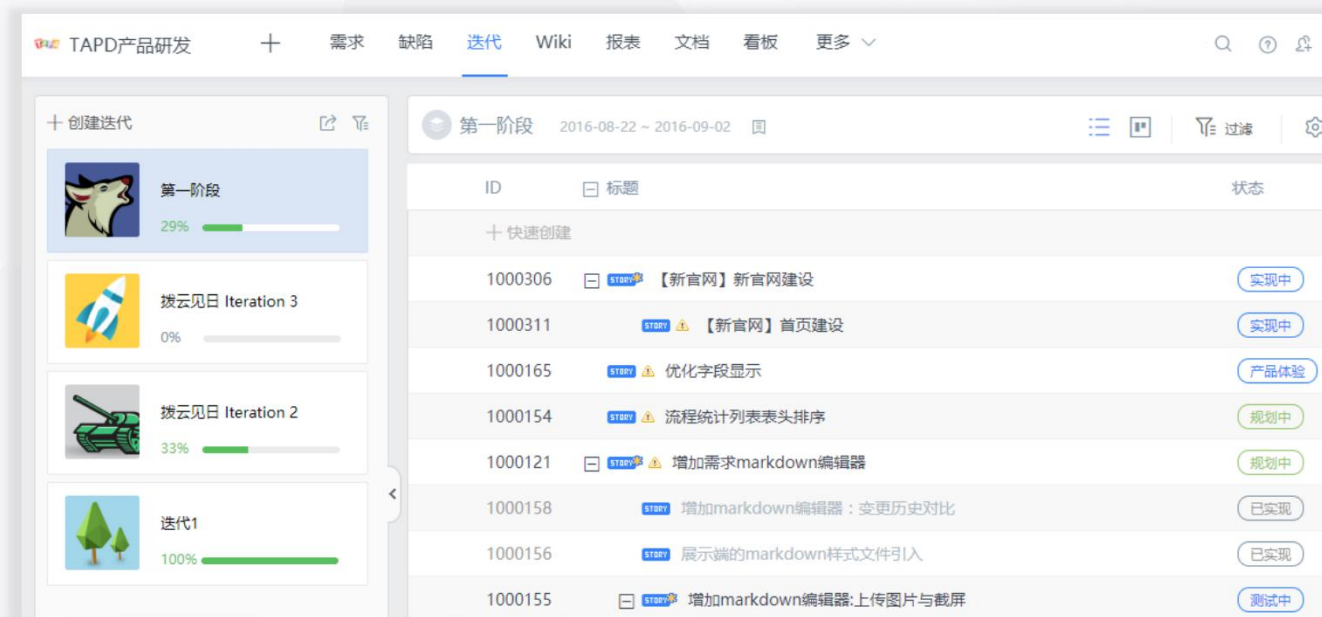 TAPD产品研发 需求 缺陷 迭代 Wiki 报表 文档 看板 更多
创建迭代
第一阶段
29%
拨云见日 Iteration 3
0%
拨云见日 Iteration 2
33%
迭代1
100%
第一阶段 2016-08-22 ~ 2016-09-02 过滤
ID 标题 状态
快速创建
1000306 STORY 【新官网】新官网建设 实现中
1000311 STORY 【新官网】首页建设 实现中
1000165 STORY 优化字段显示 产品体验
1000154 STORY 流程统计列表表头排序 规划中
1000121 STORY 增加需求markdown编辑器 规划中
1000158 STORY 增加markdown编辑器：变更历史对比 已实现
1000156 STORY 展示端的markdown样式文件引入 已实现
1000155 STORY 增加markdown编辑器:上传图片与截屏 测试中